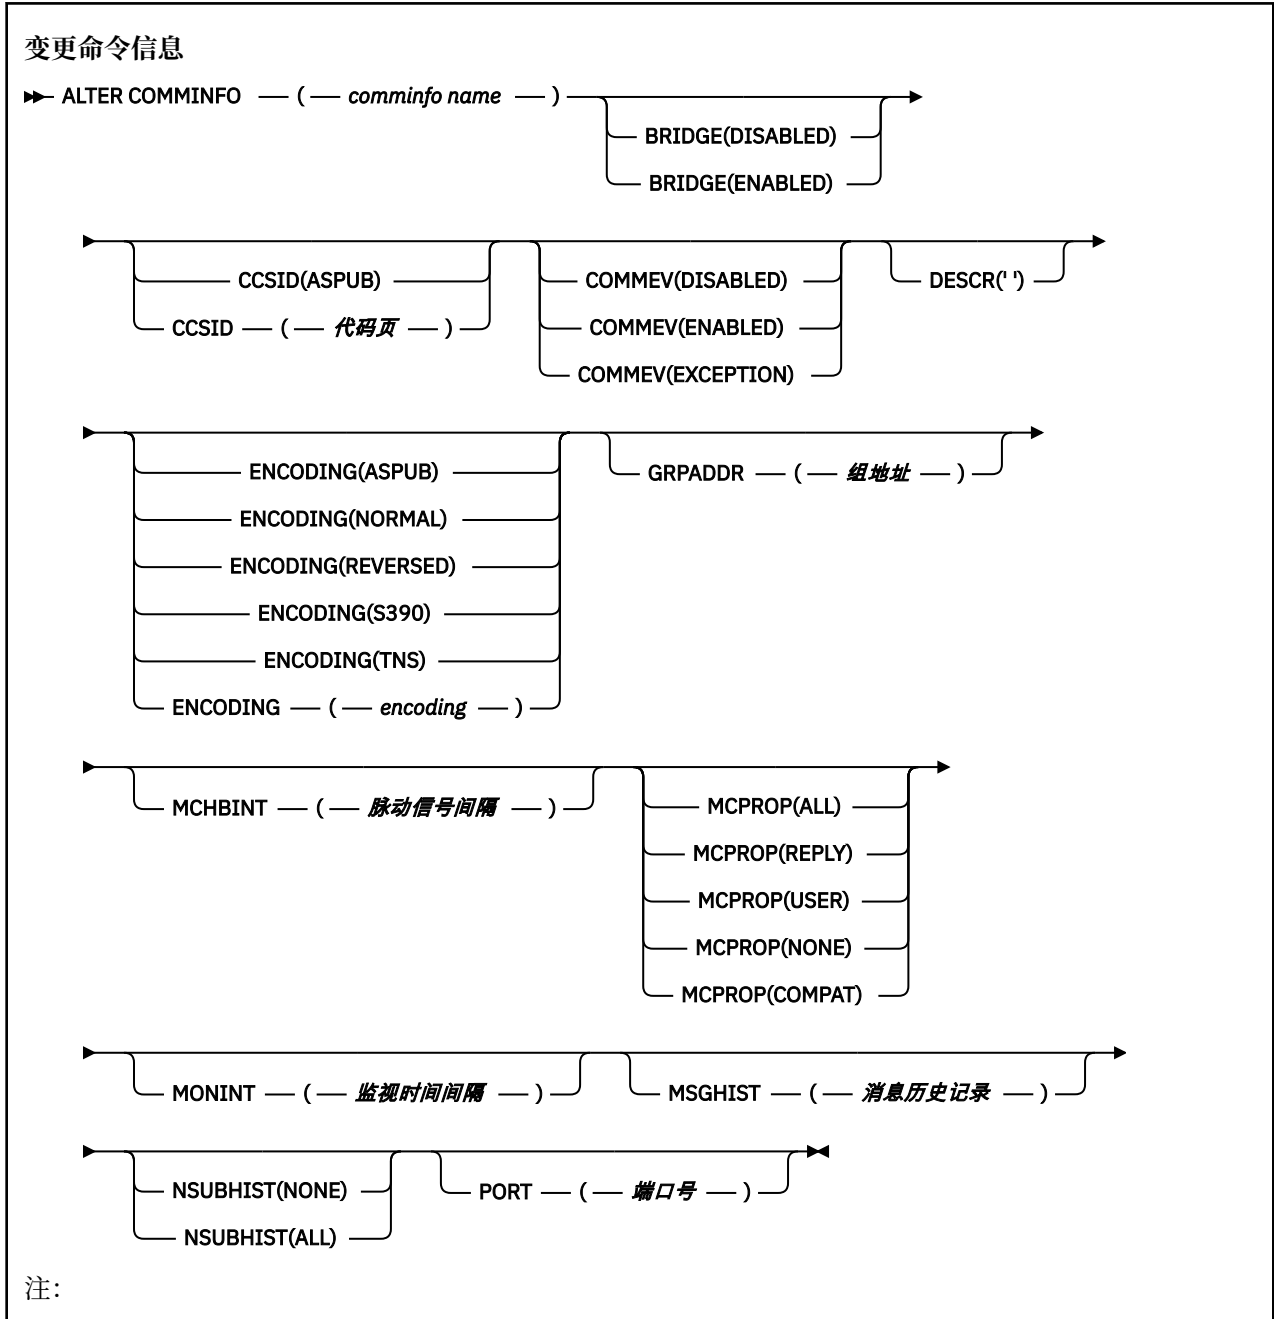 变更命令信息
ALTER COMMINFO ( comminfo name )
BRIDGE(DISABLED)
BRIDGE(ENABLED)
CCSID(ASPUB)
CCSID ( 代码页 )
COMMEV(DISABLED)
COMMEV(ENABLED)
COMMEV(EXCEPTION)
DESCR(' ')
ENCODING(ASPUB)
ENCODING(NORMAL)
ENCODING(REVERSED)
ENCODING(S390)
ENCODING(TNS)
ENCODING ( encoding )
GRPADDR ( 组地址 )
MCHBINT ( 脉动信号间隔 )
MCPROP(ALL)
MCPROP(REPLY)
MCPROP(USER)
MCPROP(NONE)
MCPROP(COMPAT)
MONINT ( 监视时间间隔 )
MSGHIST ( 消息历史记录 )
NSUBHIST(NONE)
NSUBHIST(ALL)
PORT ( 端口号 )
注：